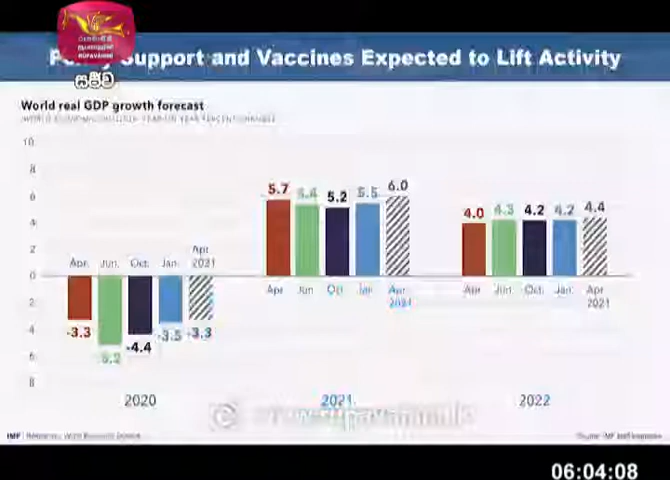 සජීව
Support and Vaccines Expected to Lift Activity
World real GDP growth forecast
10
8
6
4
2
0
2
4
6
8
Apr. Jun. Oct. Jan. Apr. 2021
-3.3 -4.4 -3.5 -3.3
2020
5.7 5.4 5.2 5.5 6.0
Apr Jun Oct Jan Apr. 2021
2021
4.0 4.3 4.2 4.2 4.4
Apr. Jun. Oct. Jan. Apr. 2021
2022
IMF
06:04:08